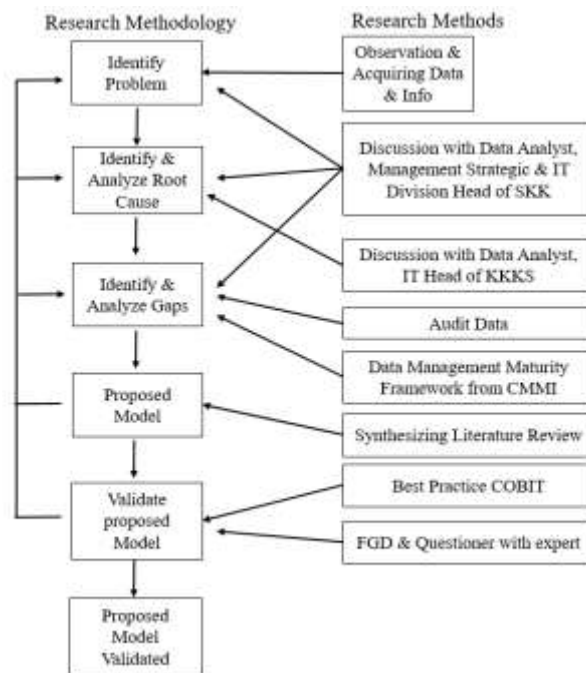 Research Methodology
Identify
Problem
Identify &
Analyze Root
Cause
Identify &
Analyze Gaps
Proposed
Model
Validate
proposed
Model
Proposed
Model
Validated
Research Methods
Observation &
Acquiring Data
& Info
Discussion with Data Analyst,
Management Strategic & IT
Division Head of SKK
Discussion with Data Analyst,
IT Head of KKKS
Audit Data
Data Management Maturity
Framework from CMMI
Synthesizing Literature Review
Best Practice COBIT
FGD & Questioner with expert